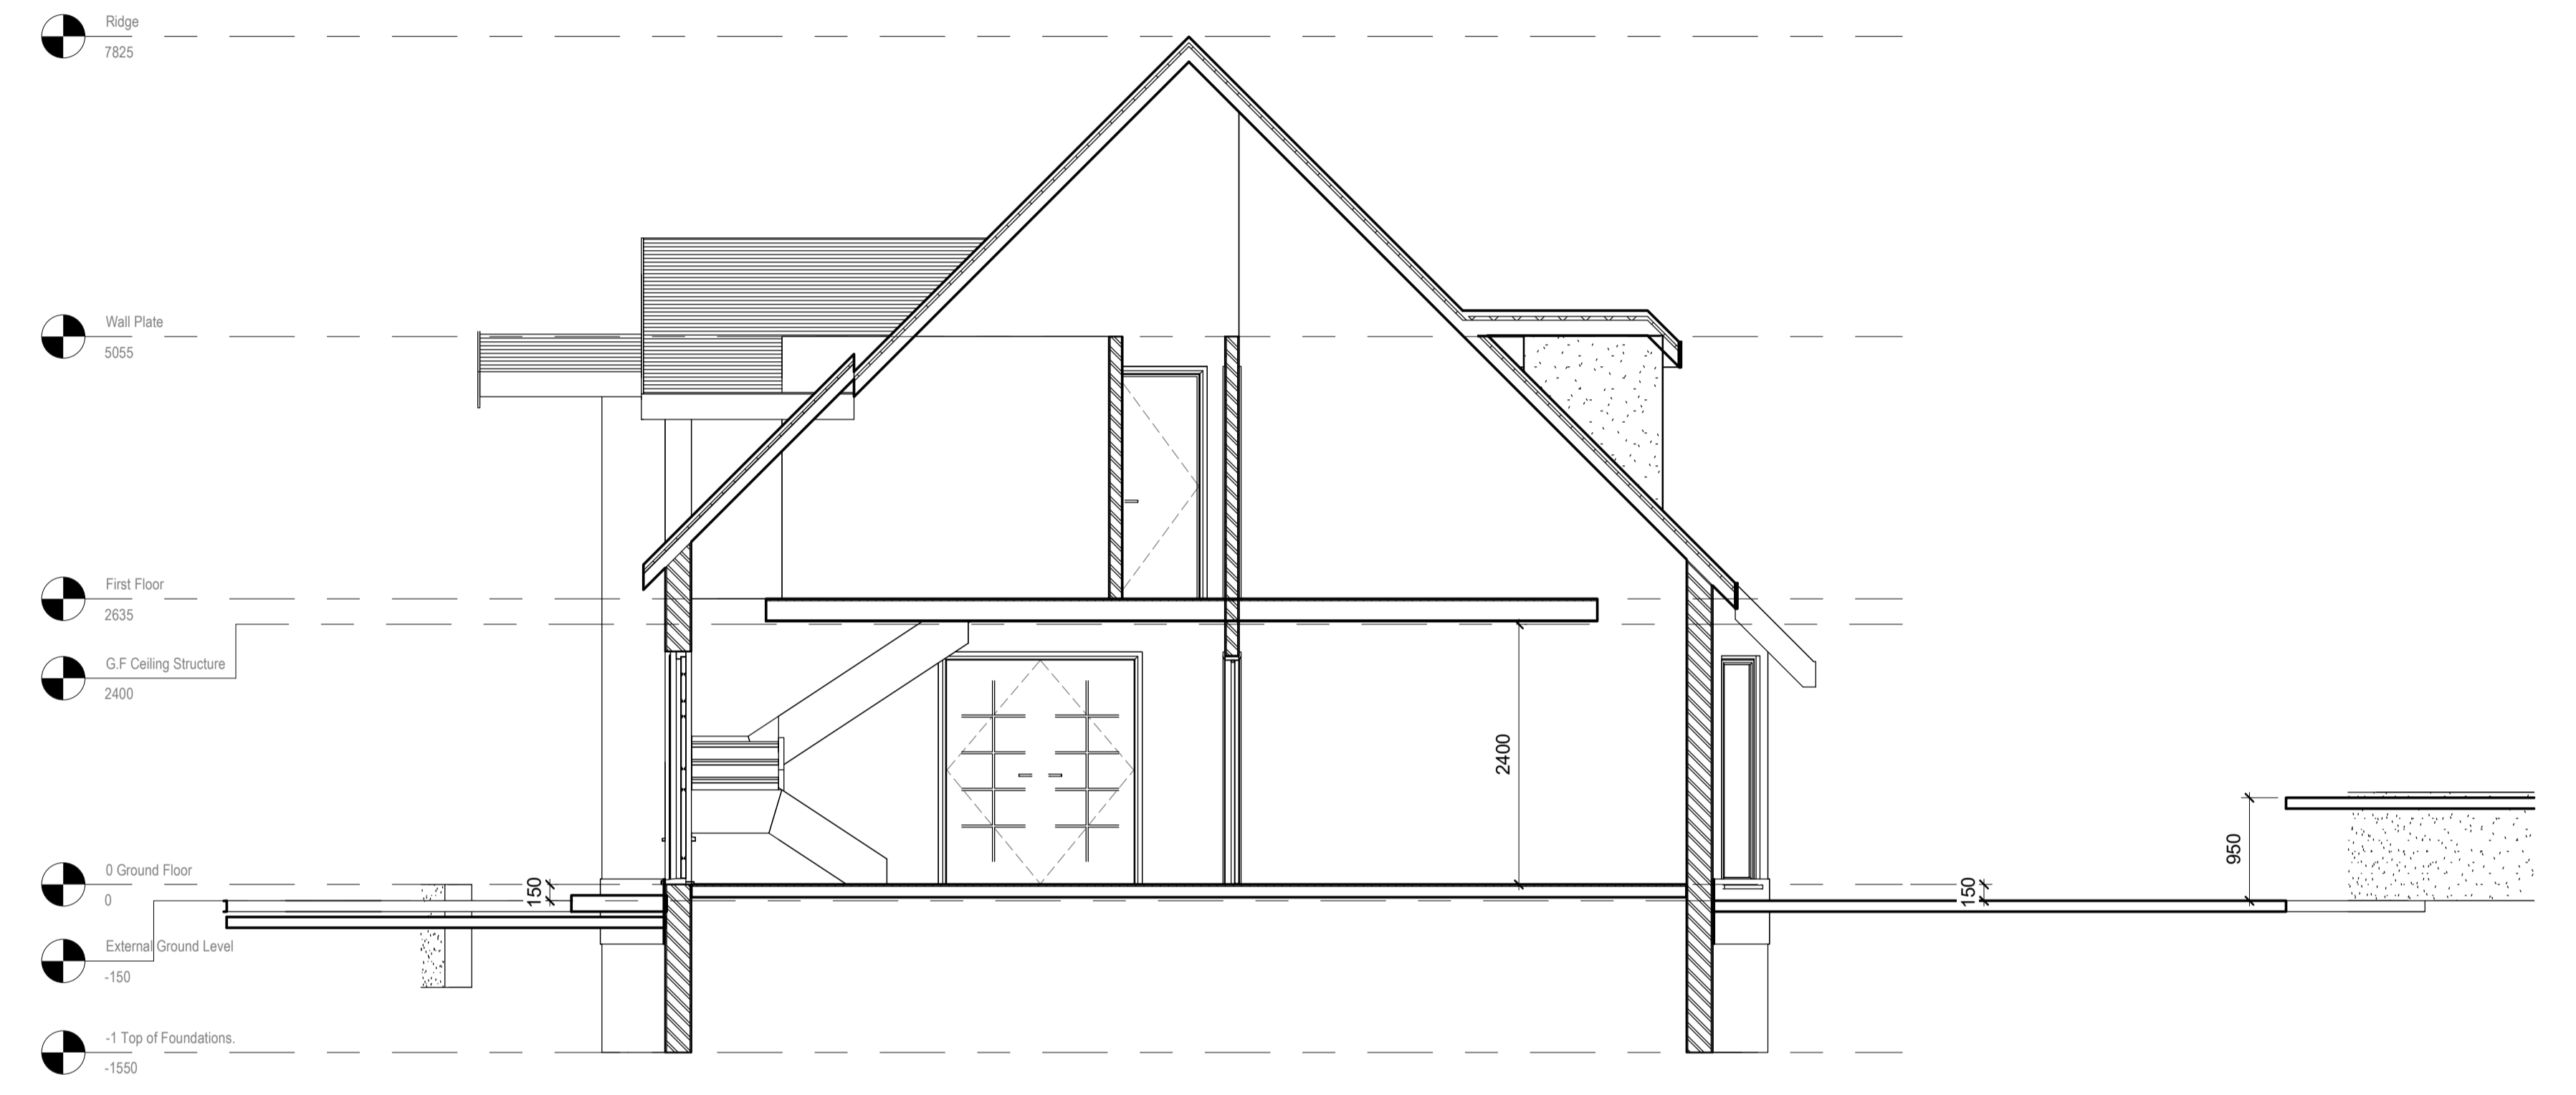 Ridge
7825
Wall Plate
5055
First Floor
2635
G.F Ceiling Structure
2400
2400
950
0 Ground Floor
0
150
150
External Ground Level
-150
-1 Top of Foundations.
-1550